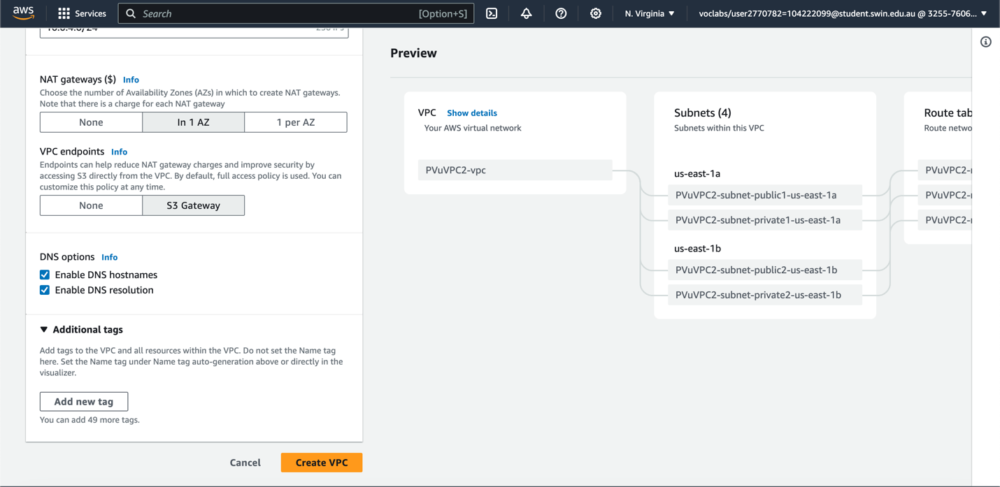 aws
Services
Search
[Option+S]
N. Virginia
voclabs/user2770782=104222099@student.swin.edu.au @ 3255-7606...
NAT gateways ($) Info
Choose the number of Availability Zones (AZs) in which to create NAT gateways.
Note that there is a charge for each NAT gateway
None
In 1 AZ
1 per AZ
VPC endpoints Info
Endpoints can help reduce NAT gateway charges and improve security by
accessing S3 directly from the VPC. By default, full access policy is used. You can
customize this policy at any time.
None
S3 Gateway
DNS options Info
Enable DNS hostnames
Enable DNS resolution
Additional tags
Add tags to the VPC and all resources within the VPC. Do not set the Name tag
here. Set the Name tag under Name tag auto-generation above or directly in the
visualizer.
Add new tag
You can add 49 more tags.
Cancel
Create VPC
Preview
VPC Show details
Your AWS virtual network
PVuVPC2-vpc
Subnets (4)
Subnets within this VPC
us-east-1a
PVuVPC2-subnet-public1-us-east-1a
PVuVPC2-subnet-private1-us-east-1a
us-east-1b
PVuVPC2-subnet-public2-us-east-1b
PVuVPC2-subnet-private2-us-east-1b
Route tab
Route netwo
PVuVPC2-r
PVuVPC2-r
PVuVPC2-r